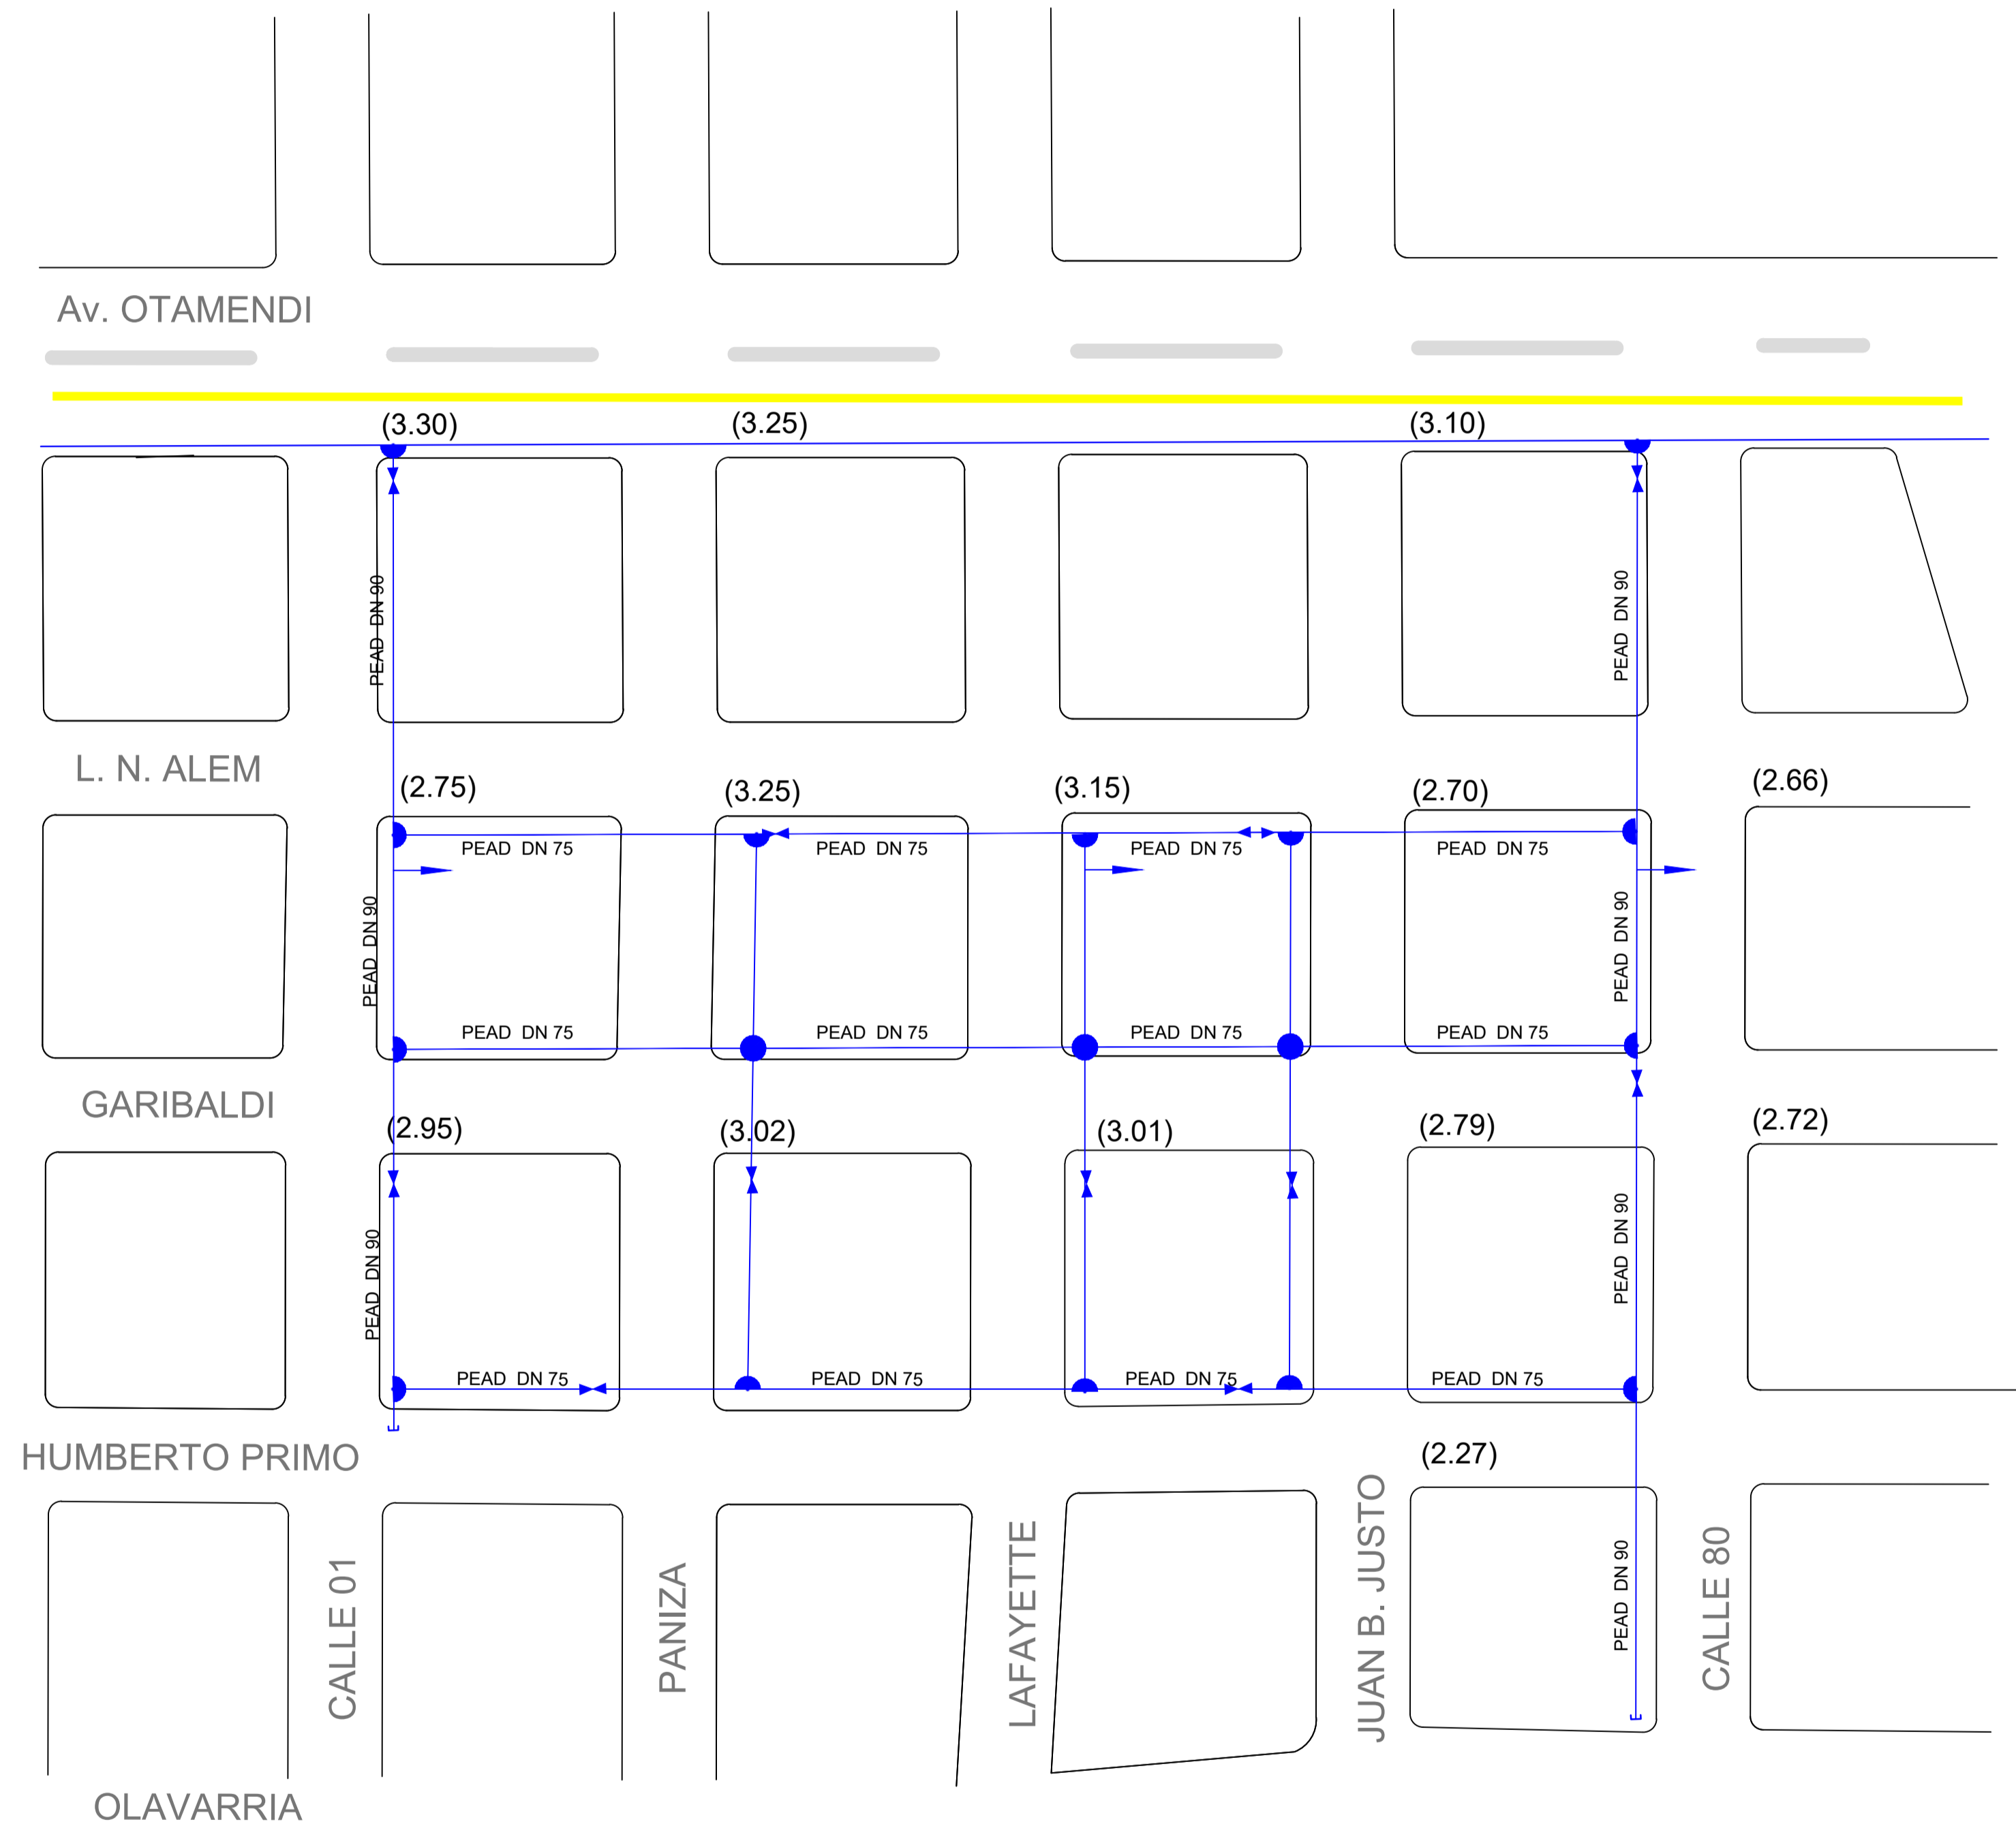 Av. OTAMENDI
(3.30)
(3.25)
(3.10)
PEAD DN 90
PEAD DN 90
L. N. ALEM
(2.75)
(3.25)
(3.15)
(2.70)
(2.66)
PEAD DN 75
PEAD DN 75
PEAD DN 75
PEAD DN 75
PEAD DN 90
PEAD DN 90
PEAD DN 75
PEAD DN 75
PEAD DN 75
PEAD DN 75
GARIBALDI
(2.95)
(3.02)
(3.01)
(2.79)
(2.72)
PEAD DN 90
PEAD DN 90
PEAD DN 75
PEAD DN 75
PEAD DN 75
PEAD DN 75
HUMBERTO PRIMO
(2.27)
CALLE 01
PANIZA
LAFAYETTE
JUAN B. JUSTO
PEAD DN 90
CALLE 80
OLAVARRIA